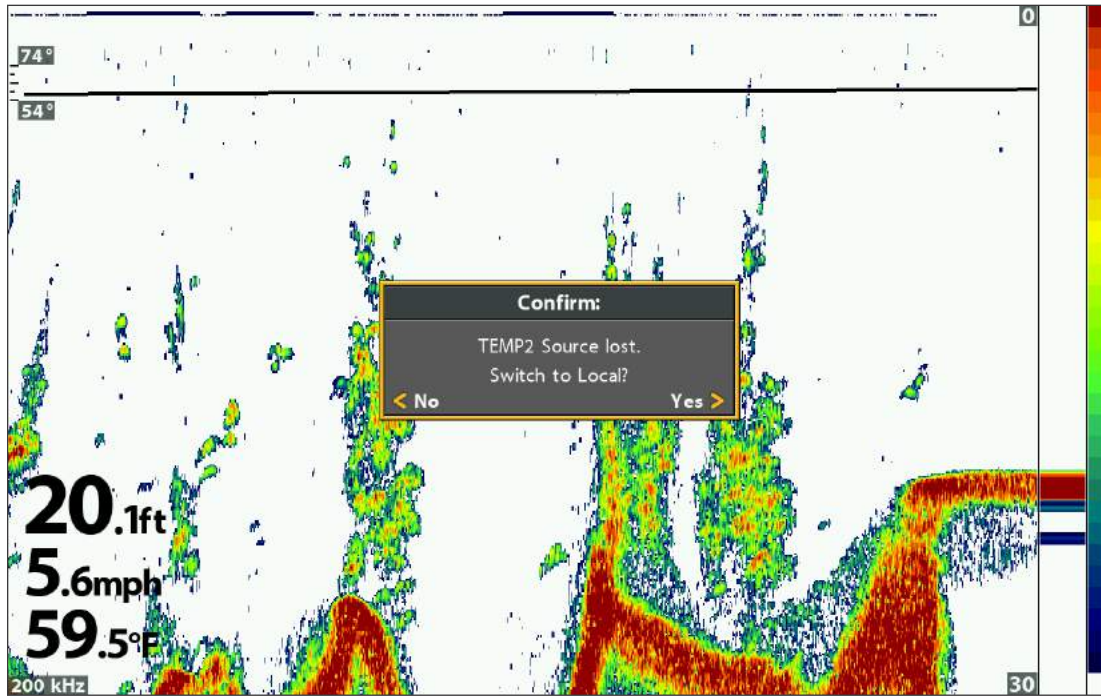 0
74°
54°
Confirm:
TEMP2 Source lost.
Switch to Local?
< No Yes >
20.1ft
5.6mph
59.5°F
200 kHz 30